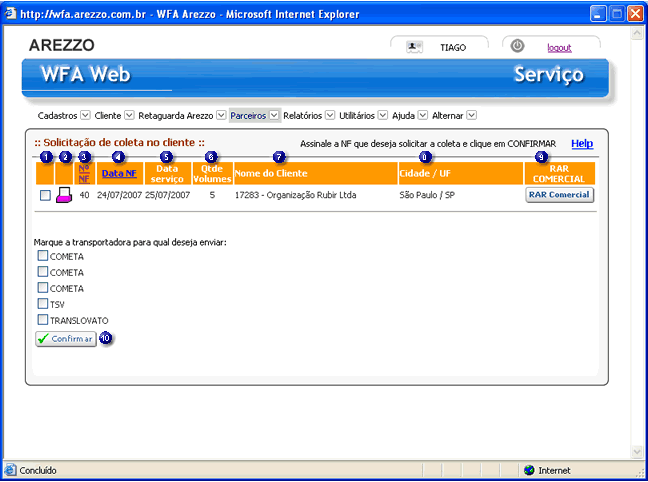 http://wfa.arezzo.com.br - WFA Arezzo - Microsoft Internet Explorer
AREZZO TIAGO logout
WFA Web Serviço
Cadastros Cliente Retaguarda Arezzo Parceiros Relatórios Utilitários Ajuda Alternar
:: Solicitação de coleta no cliente :: Assinale a NF que deseja solicitar a coleta e clique em CONFIRMAR Help
1 2 3 4 5 6 7 8 9
Nº NF Data NF Data serviço Qtde Volumes Nome do Cliente Cidade / UF RAR COMERCIAL
40 24/07/2007 25/07/2007 5 17283 - Organização Rubir Ltda São Paulo / SP RAR Comercial
Marque a transportadora para qual deseja enviar:
COMETA
COMETA
COMETA
TSV
TRANSLOVATO
Confirmar 10
Concluído Internet